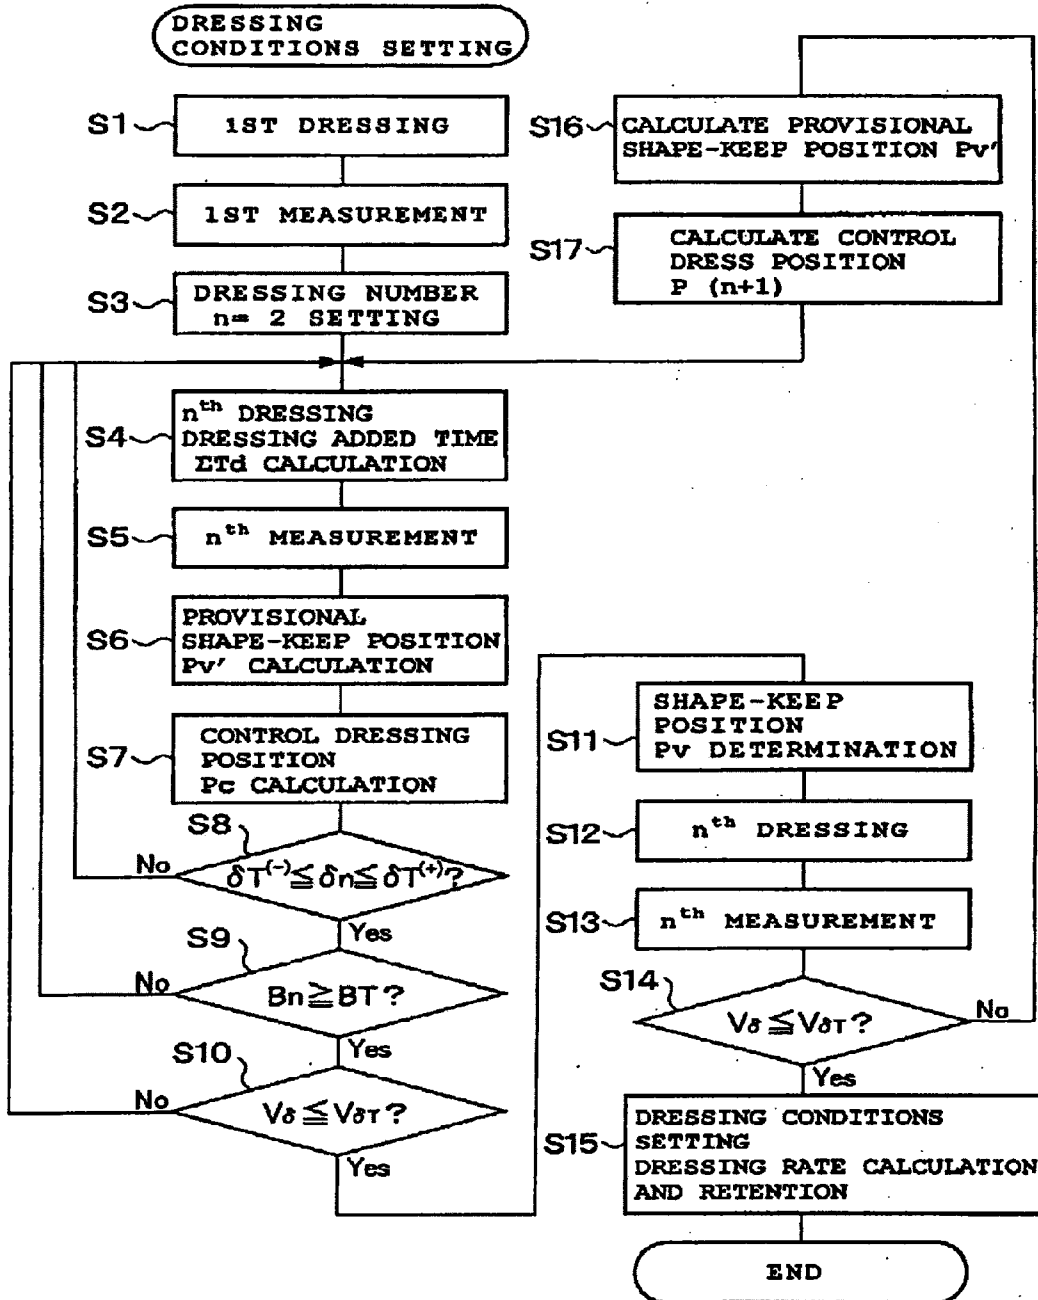 DRESSING
CONDITIONS SETTING
S1
1ST DRESSING
S2
1ST MEASUREMENT
S3
DRESSING NUMBER
n= 2 SETTING
S4
nth DRESSING
DRESSING ADDED TIME
ΣTd CALCULATION
S5
nth MEASUREMENT
S6
PROVISIONAL
SHAPE-KEEP POSITION
Pv' CALCULATION
S7
CONTROL DRESSING
POSITION
Pc CALCULATION
S8
δT(-)≦δn≦δT(+)?
No
Yes
S9
Bn≧BT?
No
Yes
S10
Vδ≦VδT?
No
Yes
S11
SHAPE-KEEP
POSITION
Pv DETERMINATION
S12
nth DRESSING
S13
nth MEASUREMENT
S14
Vδ≦VδT?
No
Yes
S15
DRESSING CONDITIONS
SETTING
DRESSING RATE CALCULATION
AND RETENTION
END
S16
CALCULATE PROVISIONAL
SHAPE-KEEP POSITION Pv'
S17
CALCULATE CONTROL
DRESS POSITION
P (n+1)